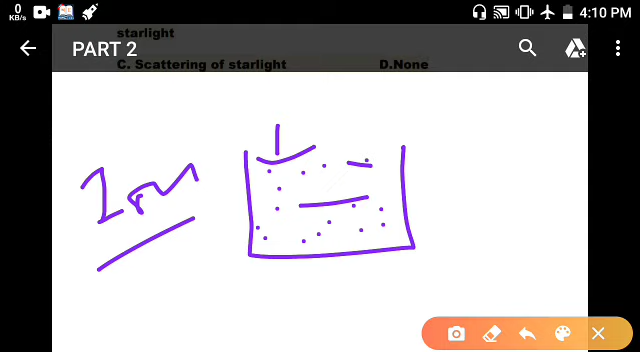 0
KB/s
4:10 PM
starlight
PART 2
C. Scattering of starlight D.None